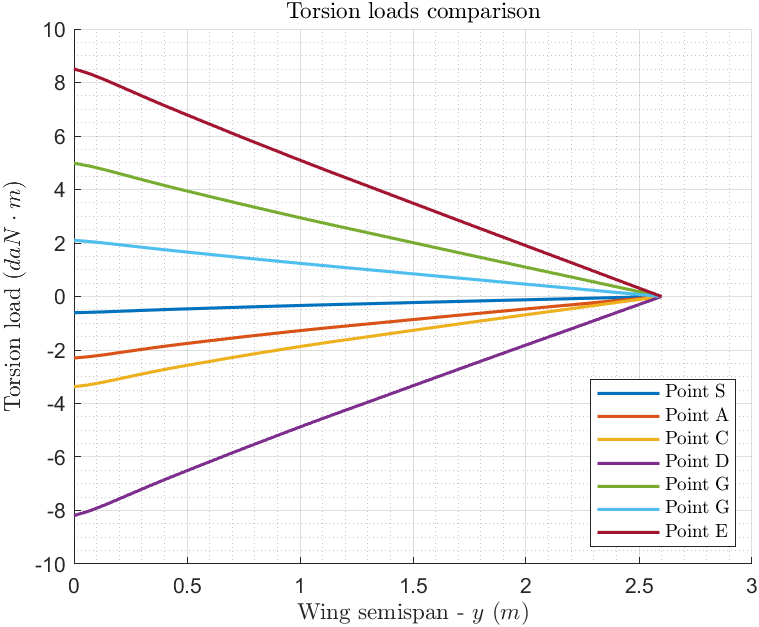 Torsion loads comparison
10
8
6
4
2
0
-2
-4
-6
-8
-10
Torsion load (daN · m)
0
0.5
1
1.5
2
2.5
3
Wing semispan - y (m)
Point S
Point A
Point C
Point D
Point G
Point G
Point E